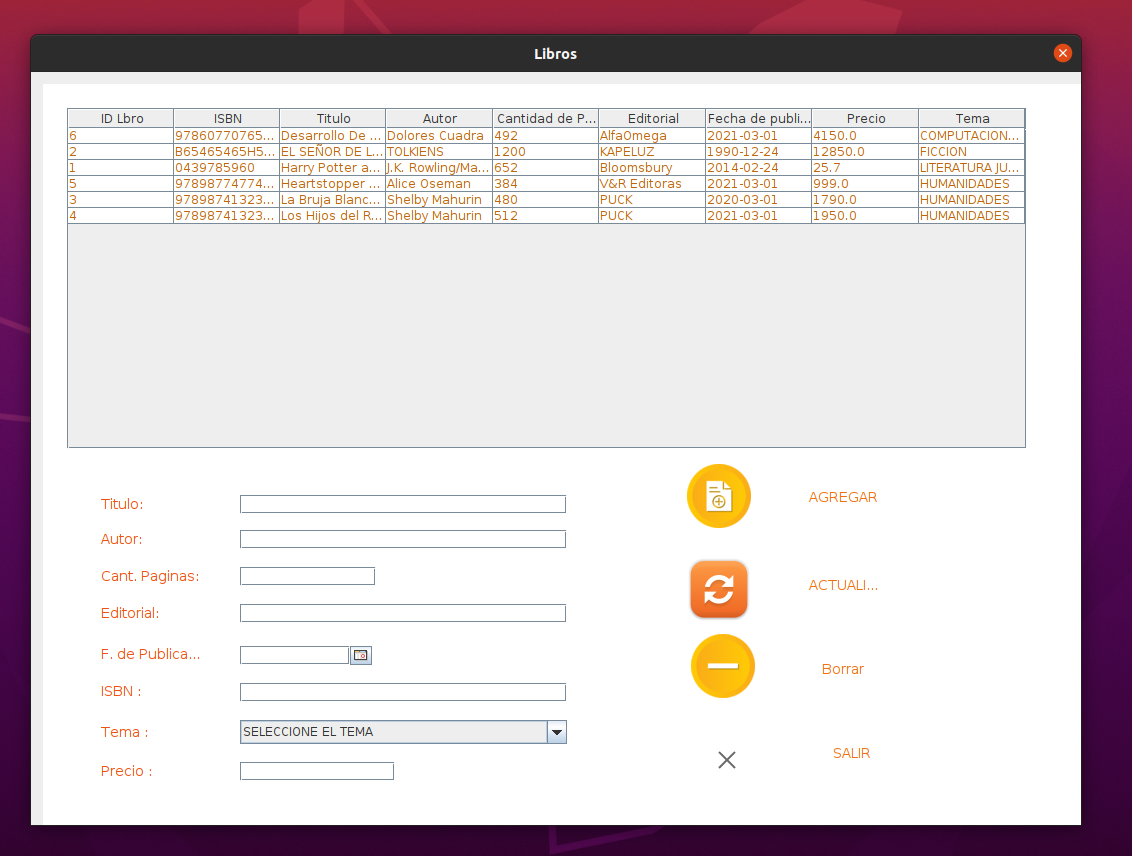 Libros
ID Lbro ISBN Titulo Autor Cantidad de P... Editorial Fecha de publi... Precio Tema
6 97860770765... Desarrollo De ... Dolores Cuadra 492 AlfaOmega 2021-03-01 4150.0 COMPUTACION...
2 B65465465H5... EL SEÑOR DE L... TOLKIENS 1200 KAPELUZ 1990-12-24 12850.0 FICCION
1 0439785960 Harry Potter a... J.K. Rowling/Ma... 652 Bloomsbury 2014-02-24 25.7 LITERATURA JU...
5 97898774774... Heartstopper ... Alice Oseman 384 V&R Editoras 2021-03-01 999.0 HUMANIDADES
3 97898741323... La Bruja Blanc... Shelby Mahurin 480 PUCK 2020-03-01 1790.0 HUMANIDADES
4 97898741323... Los Hijos del R... Shelby Mahurin 512 PUCK 2021-03-01 1950.0 HUMANIDADES
Titulo:
AGREGAR
Autor:
Cant. Paginas:
ACTUALI...
Editorial:
F. de Publica...
Borrar
ISBN :
Tema : SELECCIONE EL TEMA
SALIR
Precio :